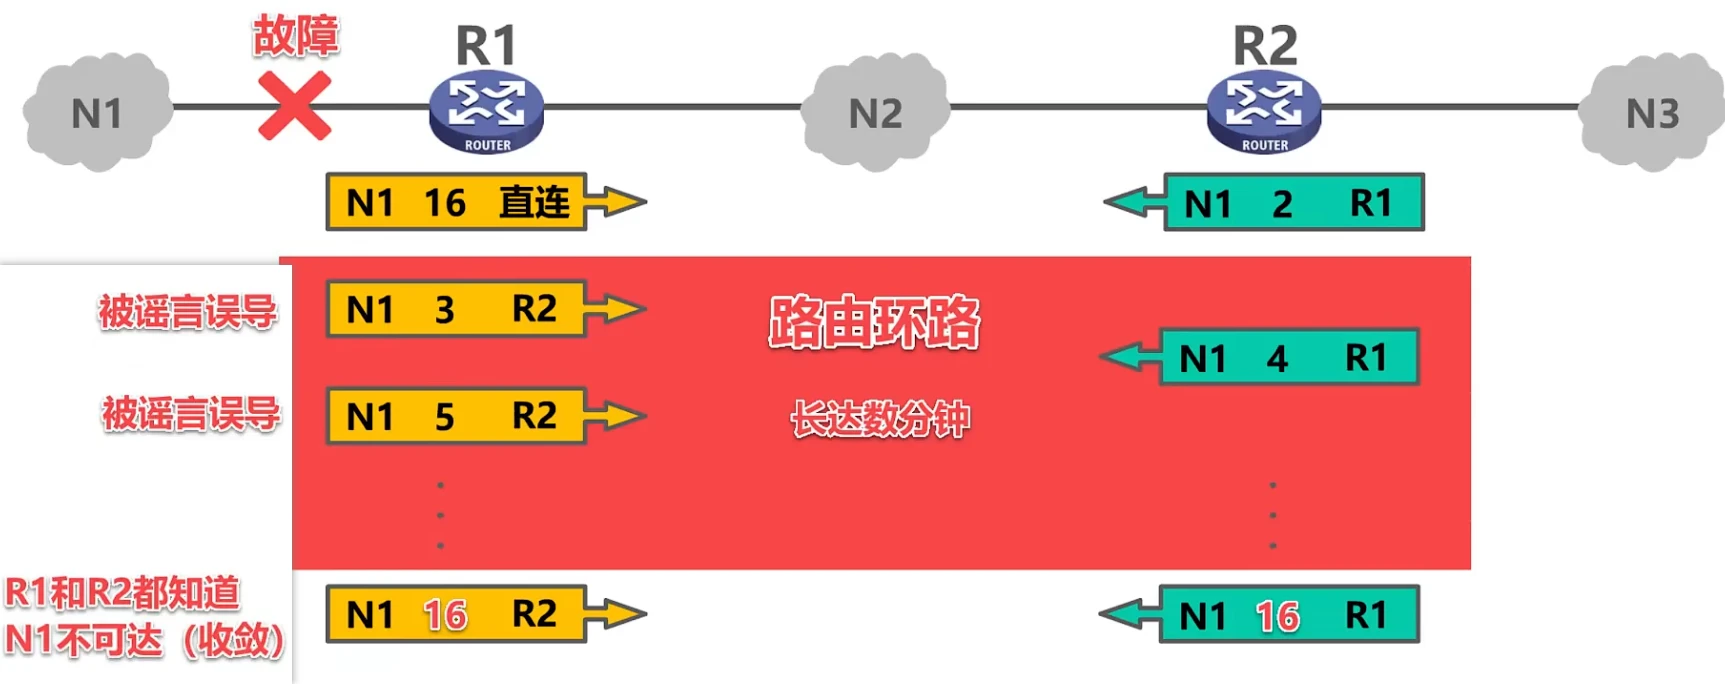 故障
R1
R2
N1
N2
N3
ROUTER
ROUTER
N1 16 直连
N1 2 R1
被谣言误导
N1 3 R2
路由环路
N1 4 R1
被谣言误导
N1 5 R2
长达数分钟
R1和R2都知道
N1不可达（收敛）
N1 16 R2
N1 16 R1